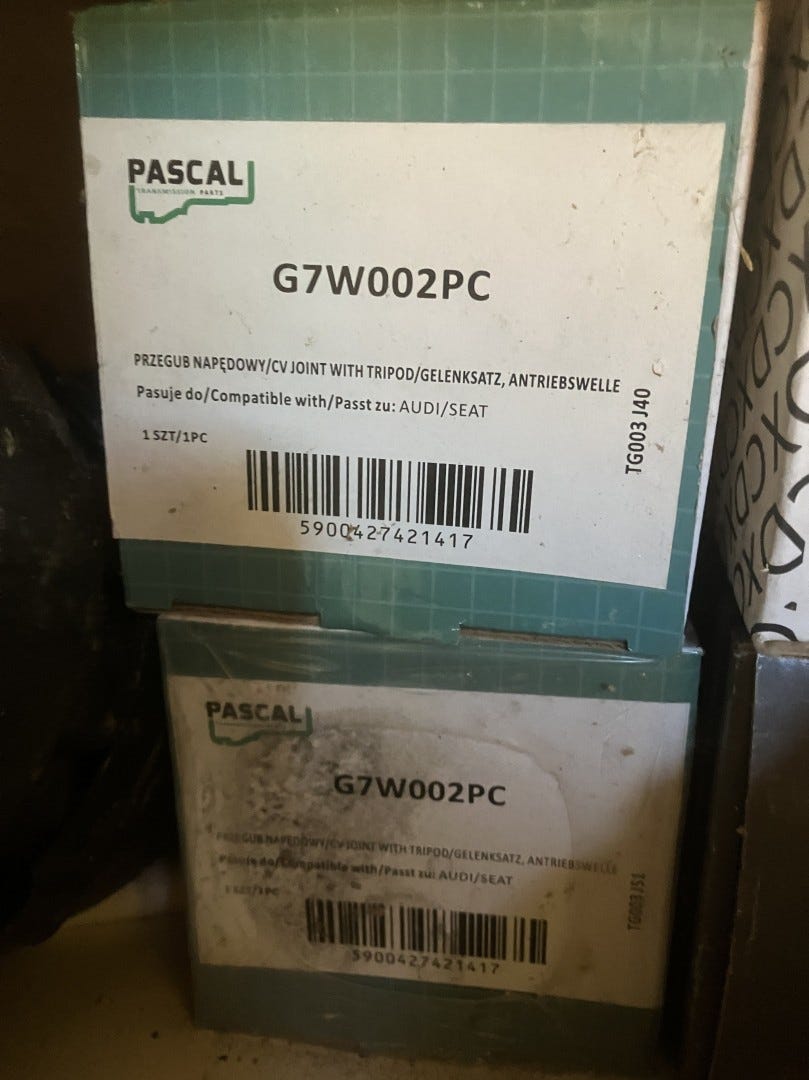 PASCAL
TRANSMISSION PARTS
G7W002PC
PRZEGUB NAPĘDOWY/CV JOINT WITH TRIPOD/GELENKSATZ, ANTRIEBSWELLE
Pasuje do/Compatible with/Passt zu: AUDI/SEAT
1 SZT/1PC
TG003 J40
5900427421417
PASCAL
G7W002PC
PRZEGUB NAPĘDOWY/CV JOINT WITH TRIPOD/GELENKSATZ, ANTRIEBSWELLE
Pasuje do/Compatible with/Passt zu: AUDI/SEAT
1 SZT/1PC
TG003 J51
5900427421417